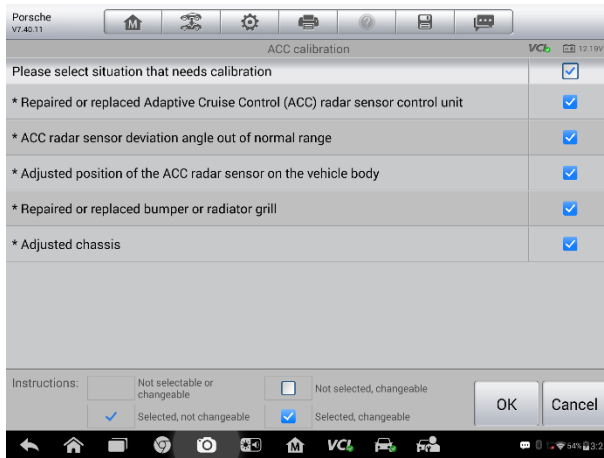 Porsche
V7.40.11
M
ACC calibration
VCI
12.19V
Please select situation that needs calibration
* Repaired or replaced Adaptive Cruise Control (ACC) radar sensor control unit
* ACC radar sensor deviation angle out of normal range
* Adjusted position of the ACC radar sensor on the vehicle body
* Repaired or replaced bumper or radiator grill
* Adjusted chassis
Instructions:
Not selectable or
changeable
Not selected, changeable
Selected, not changeable
Selected, changeable
OK
Cancel
M
VCI
54%